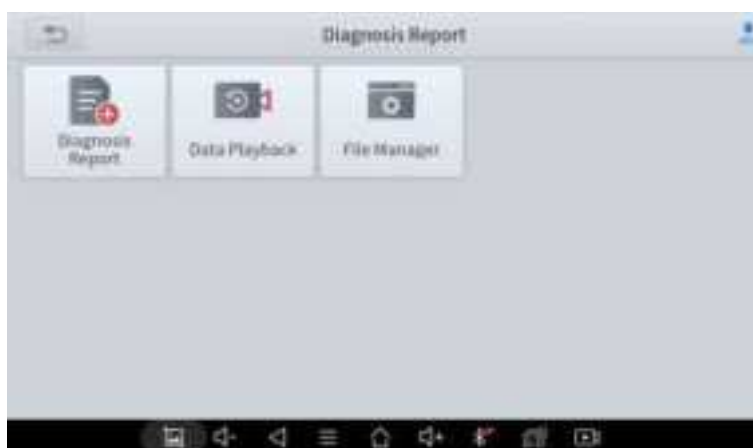 Diagnosis Report
Diagnosis
Report
Data Playback
File Manager